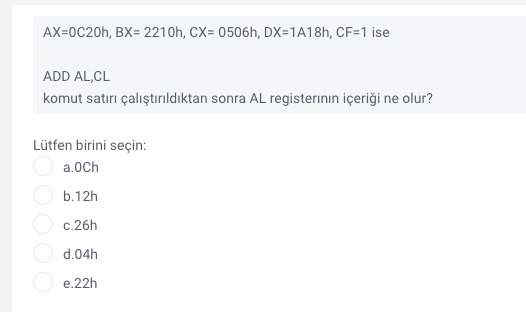 AX=0C20h, BX= 2210h, CX= 0506h, DX=1A18h, CF=1 ise
ADD AL,CL
komut satırı çalıştırıldıktan sonra AL registerının içeriği ne olur?
Lütfen birini seçin:
a.0Ch
b.12h
c.26h
d.04h
e.22h